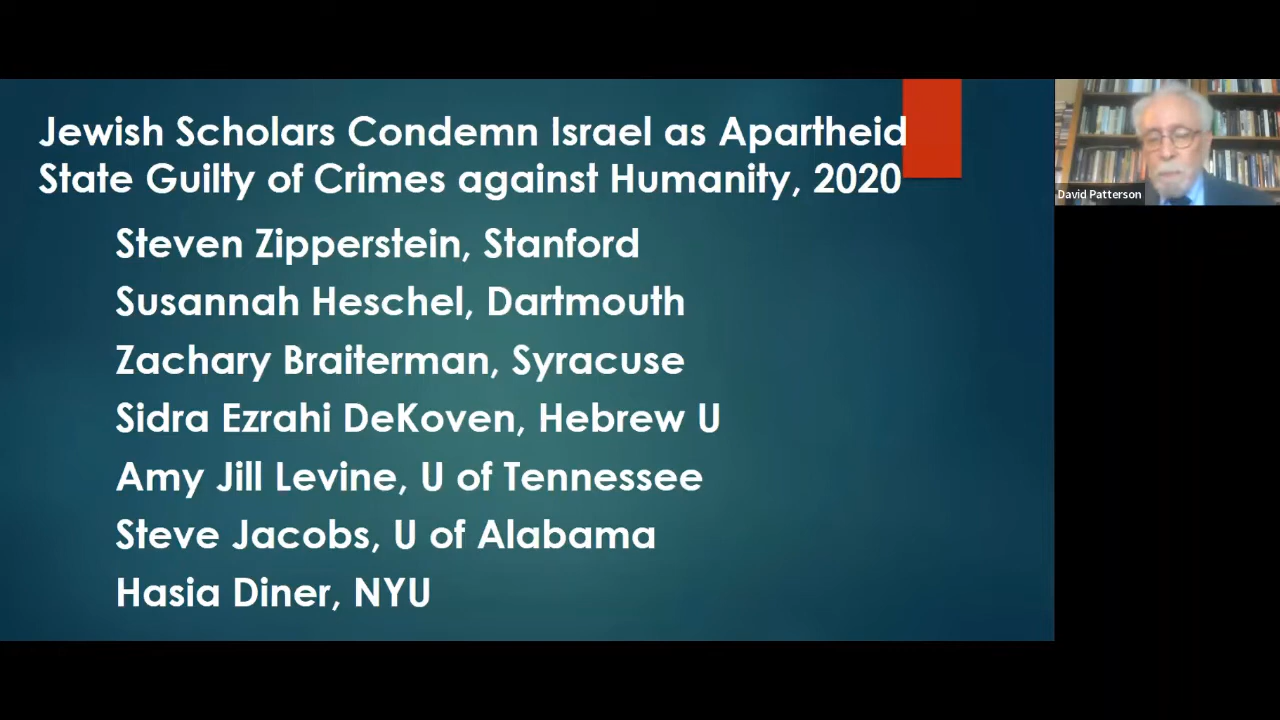 Jewish Scholars Condemn Israel as Apartheid
State Guilty of Crimes against Humanity, 2020
Steven Zipperstein, Stanford
Susannah Heschel, Dartmouth
Zachary Braiterman, Syracuse
Sidra Ezrahi DeKoven, Hebrew U
Amy Jill Levine, U of Tennessee
Steve Jacobs, U of Alabama
Hasia Diner, NYU
David Patterson